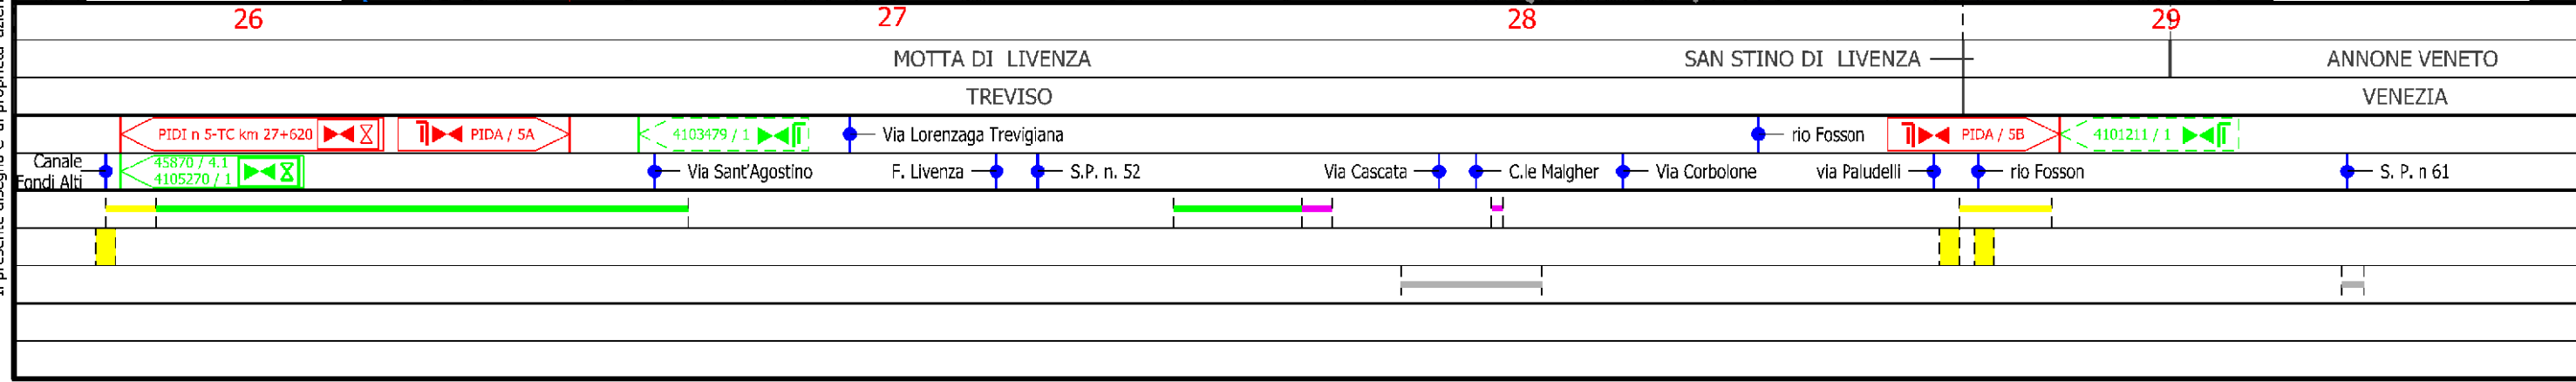 26 27 28 29
MOTTA DI LIVENZA SAN STINO DI LIVENZA ANNONE VENETO
TREVISO VENEZIA
PIDI n 5-TC km 27+620 PIDA / 5A 4103479 / 1 Via Lorenzaga Trevigiana rio Fosson PIDA / 5B 4101211 / 1
Canale 45870 / 4.1
Fondi Alti 4105270 / 1 Via Sant'Agostino F. Livenza S.P. n. 52 Via Cascata C.le Malgher Via Corbolone via Paludelli rio Fosson S. P. n 61